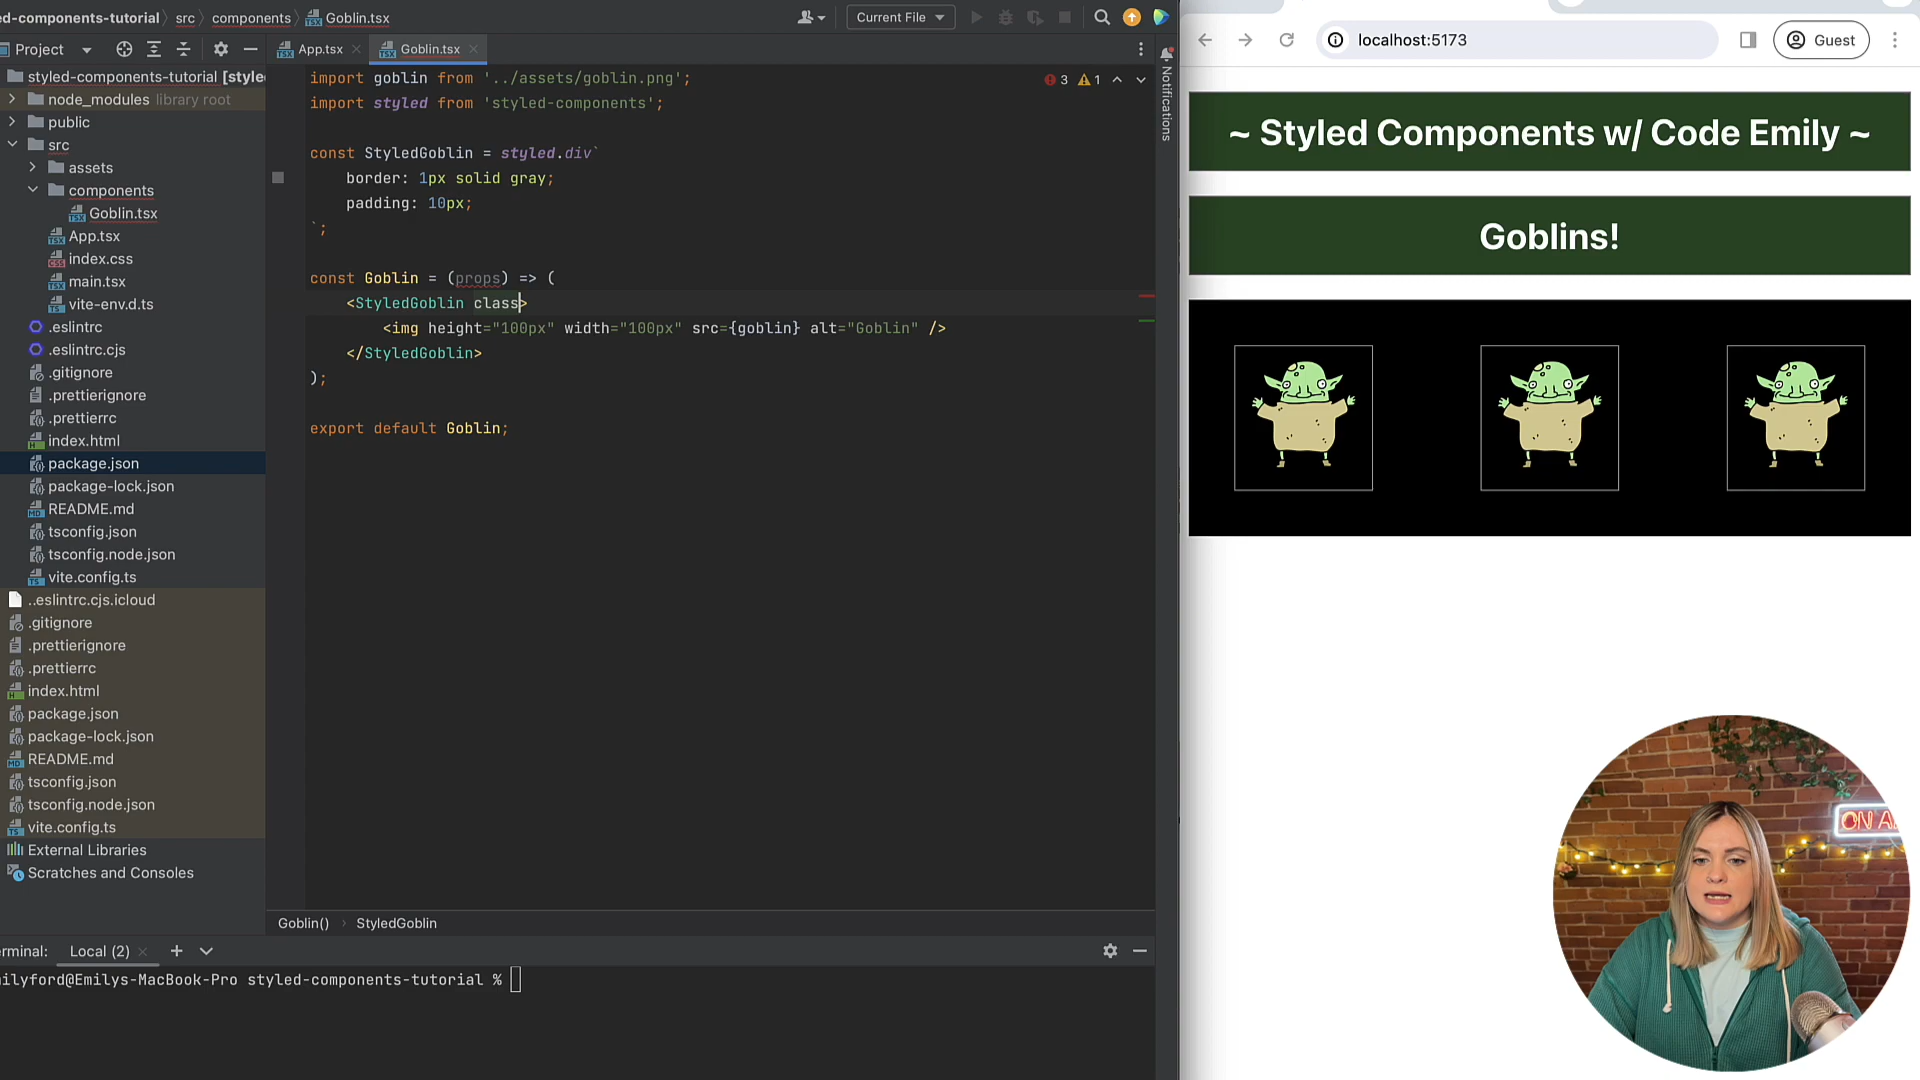 ed-components-tutorial > src > components > Goblin.tsx
Current File
Project
App.tsx
Goblin.tsx
styled-components-tutorial [style
node_modules library root
public
src
assets
components
Goblin.tsx
App.tsx
index.css
main.tsx
vite-env.d.ts
.eslintrc
.eslintrc.cjs
.gitignore
.prettierignore
.prettierrc
index.html
package.json
package-lock.json
README.md
tsconfig.json
tsconfig.node.json
vite.config.ts
..eslintrc.cjs.icloud
.gitignore
.prettierignore
.prettierrc
index.html
package.json
package-lock.json
README.md
tsconfig.json
tsconfig.node.json
vite.config.ts
External Libraries
Scratches and Consoles
import goblin from '../assets/goblin.png';
import styled from 'styled-components';
const StyledGoblin = styled.div`
border: 1px solid gray;
padding: 10px;
`;
const Goblin = (props) => (
<StyledGoblin class>
<img height="100px" width="100px" src={goblin} alt="Goblin" />
</StyledGoblin>
);
export default Goblin;
3 1
Notifications
Goblin() > StyledGoblin
erminal: Local (2)
ilyford@Emilys-MacBook-Pro styled-components-tutorial %
localhost:5173
Guest
~ Styled Components w/ Code Emily ~
Goblins!
ON A